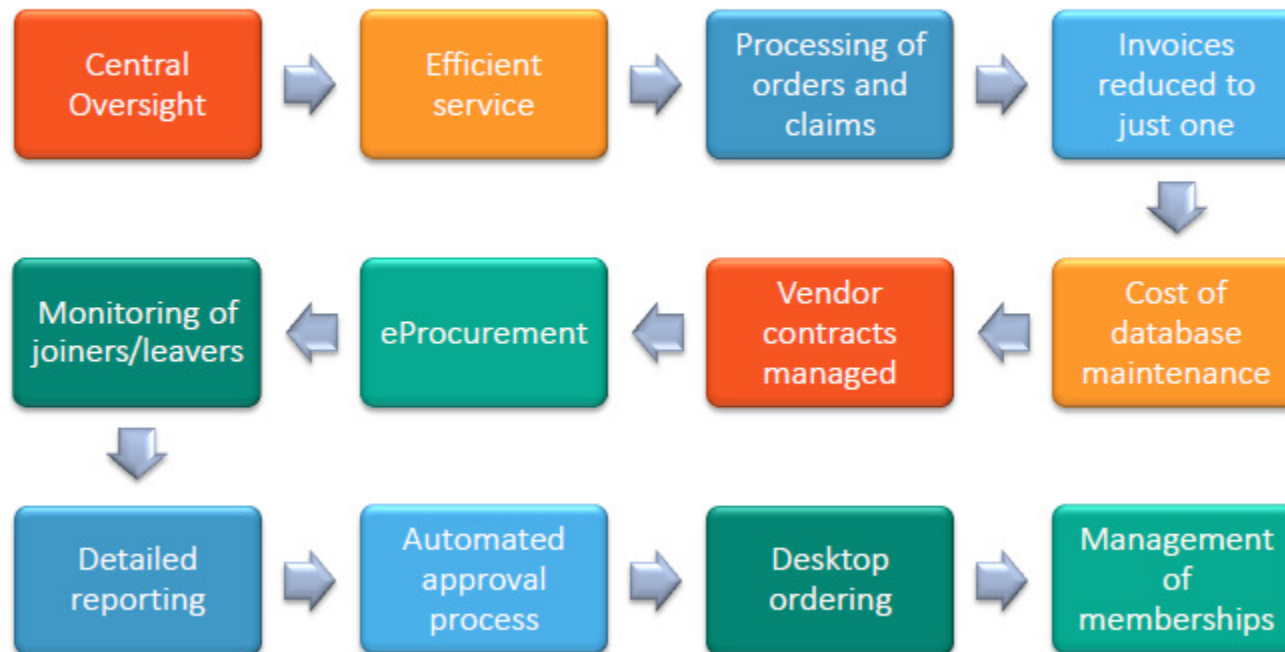 Central
Oversight
Efficient
service
Processing of
orders and
claims
Invoices
reduced to
just one
Cost of
database
maintenance
Vendor
contracts
managed
eProcurement
Monitoring of
joiners/leavers
Detailed
reporting
Automated
approval
process
Desktop
ordering
Management
of
memberships